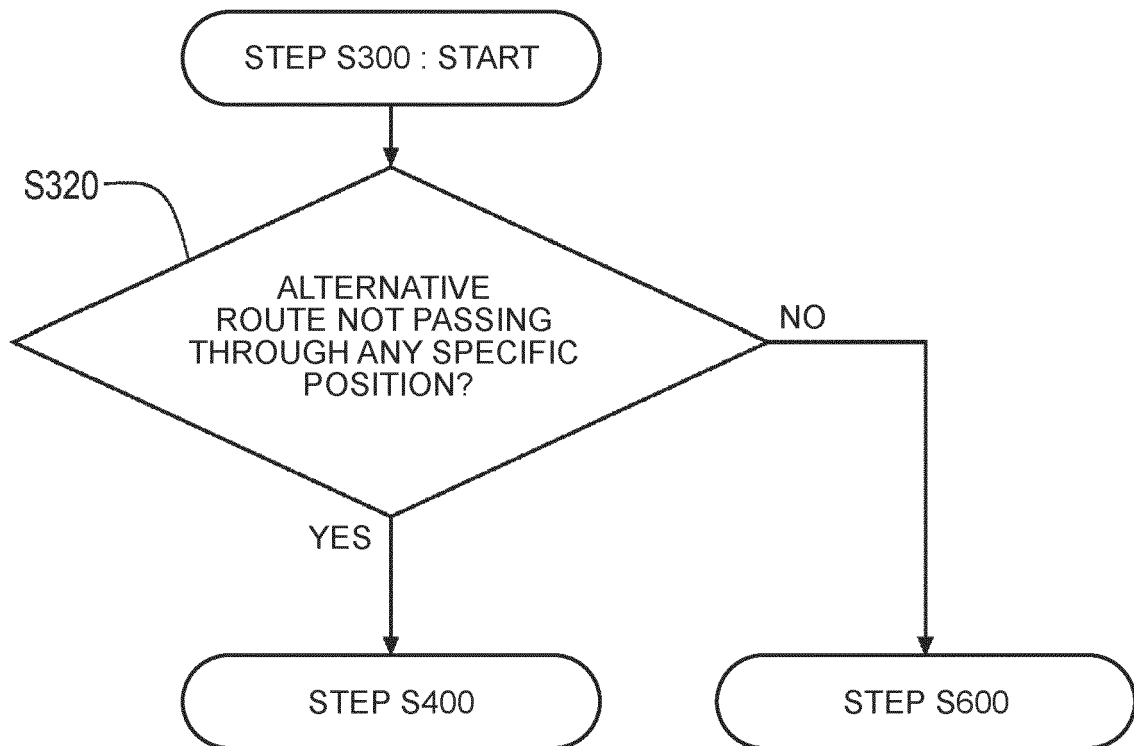 STEP S300 : START
S320
ALTERNATIVE
ROUTE NOT PASSING
THROUGH ANY SPECIFIC
POSITION?
NO
YES
STEP S400
STEP S600